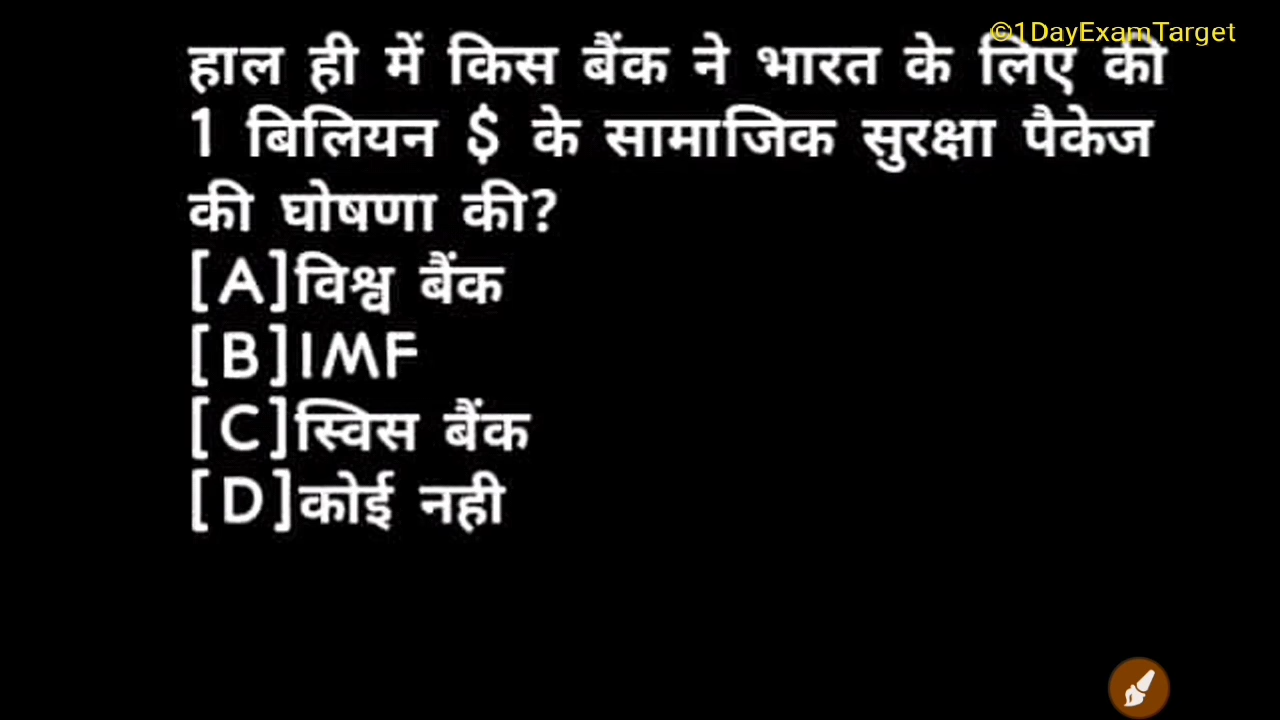 ©1DayExamTarget
हाल ही में किस बैंक ने भारत के लिए की
1 बिलियन $ के सामाजिक सुरक्षा पैकेज
की घोषणा की?
[A]विश्व बैंक
[B]IMF
[C]स्विस बैंक
[D]कोई नही